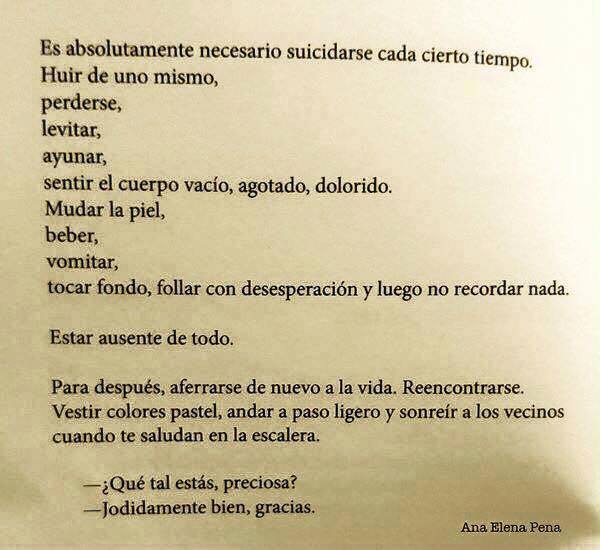 Es absolutamente necesario suicidarse cada cierto tiempo.
Huir de uno mismo,
perderse,
levitar,
ayunar,
sentir el cuerpo vacío, agotado, dolorido.
Mudar la piel,
beber,
vomitar,
tocar fondo, follar con desesperación y luego no recordar nada.
Estar ausente de todo.
Para después, aferrarse de nuevo a la vida. Reencontrarse.
Vestir colores pastel, andar a paso ligero y sonreír a los vecinos
cuando te saludan en la escalera.
—¿Qué tal estás, preciosa?
—Jodidamente bien, gracias.
Ana Elena Pena